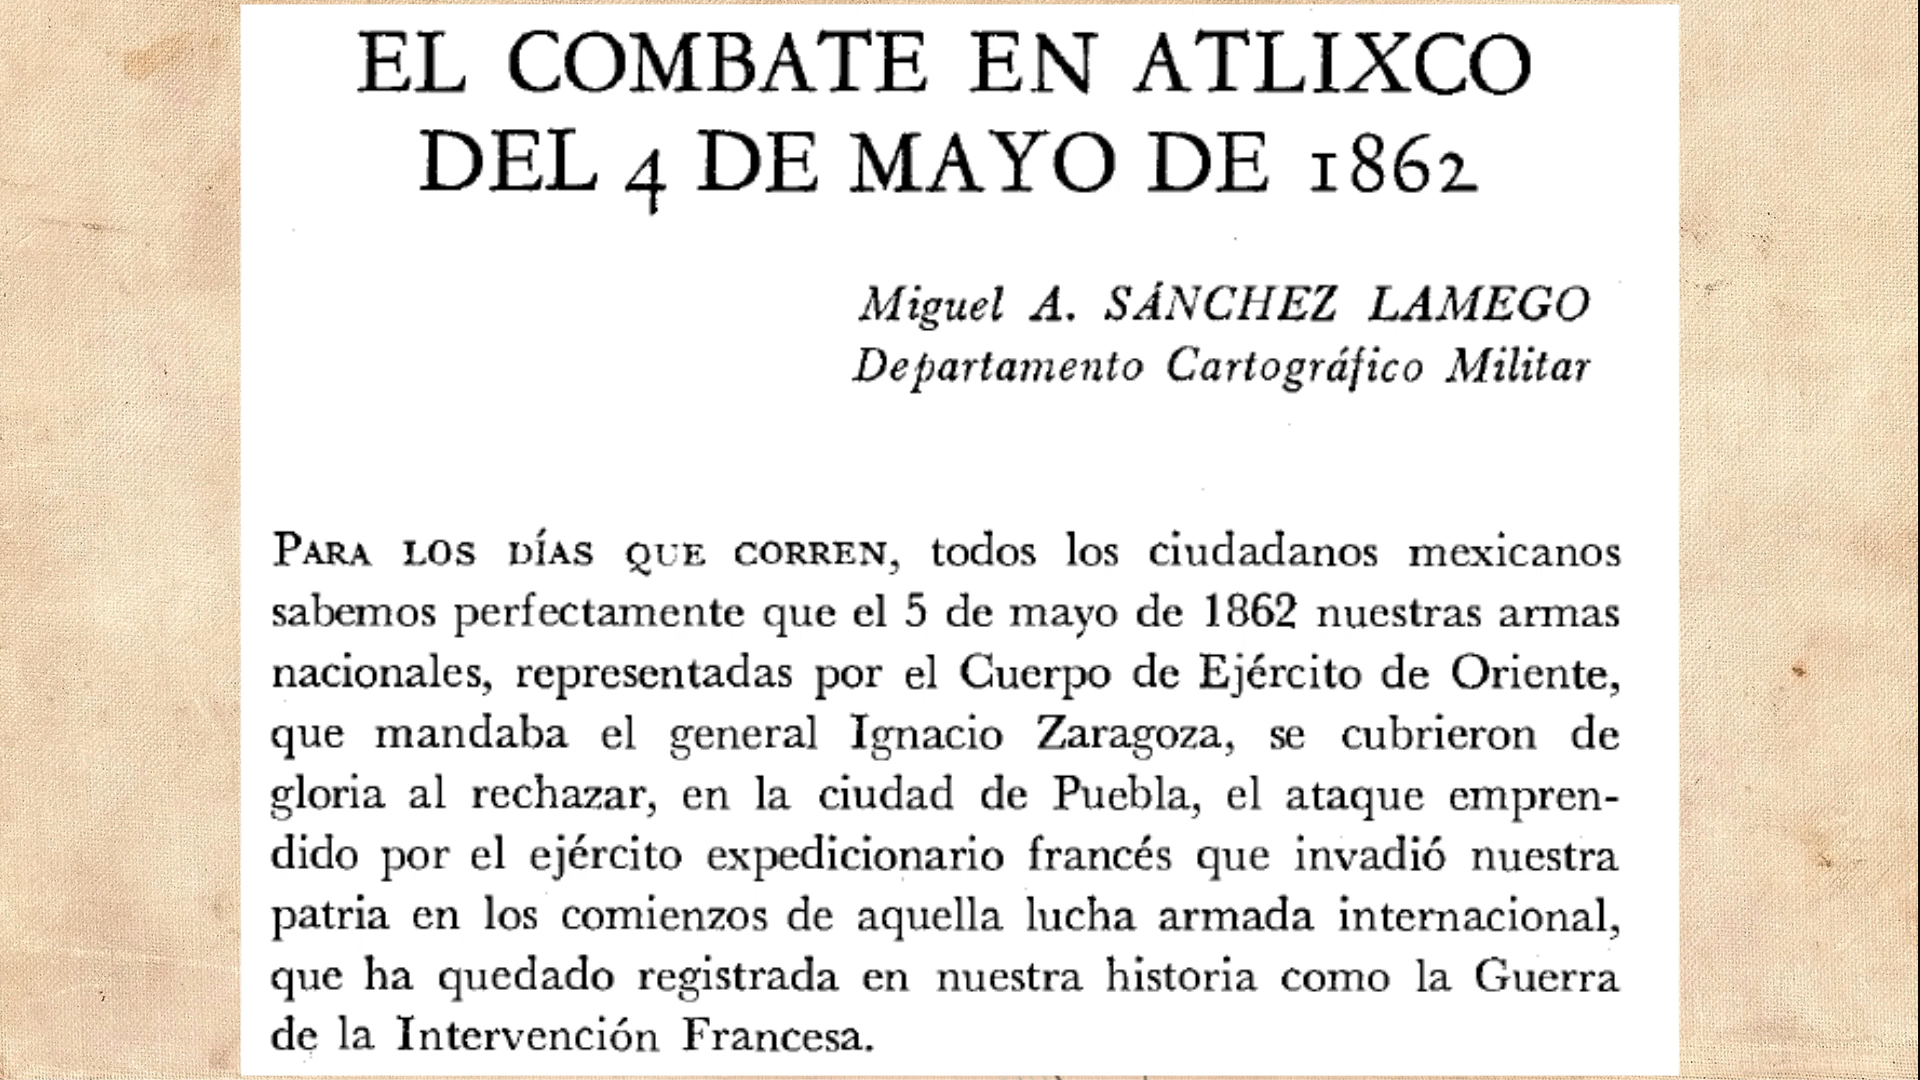 EL COMBATE EN ATLIXCO
DEL 4 DE MAYO DE 1862
Miguel A. SÁNCHEZ LAMEGO
Departamento Cartográfico Militar
PARA LOS DÍAS QUE CORREN, todos los ciudadanos mexicanos
sabemos perfectamente que el 5 de mayo de 1862 nuestras armas
nacionales, representadas por el Cuerpo de Ejército de Oriente,
que mandaba el general Ignacio Zaragoza, se cubrieron de
gloria al rechazar, en la ciudad de Puebla, el ataque empren-
dido por el ejército expedicionario francés que invadió nuestra
patria en los comienzos de aquella lucha armada internacional,
que ha quedado registrada en nuestra historia como la Guerra
de la Intervención Francesa.